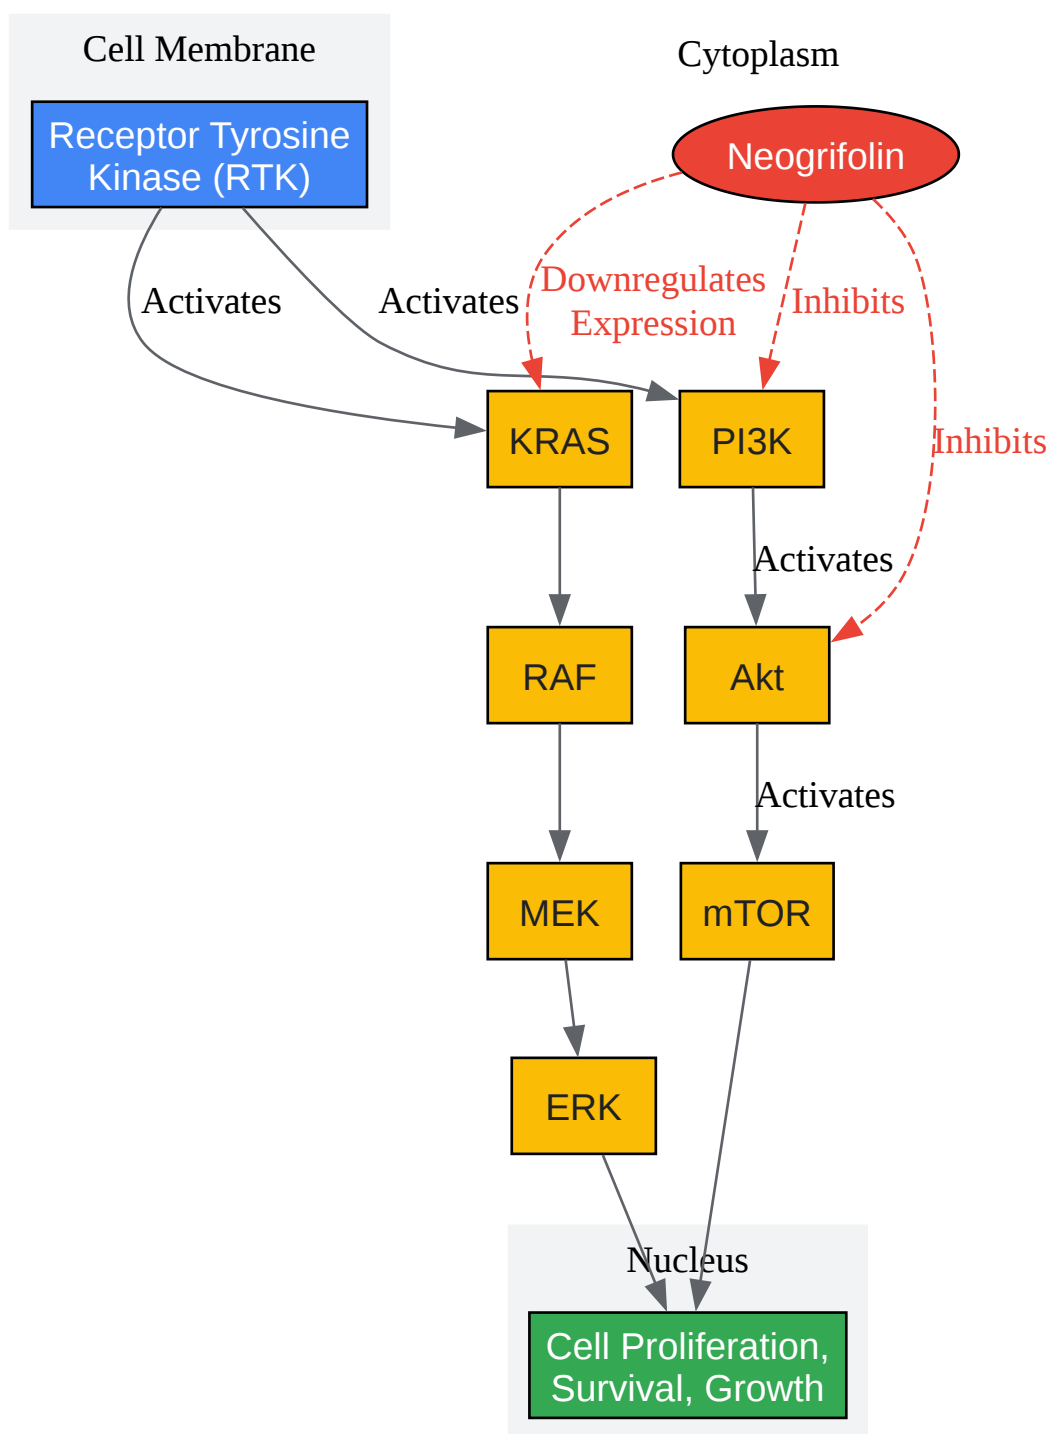 Cell Membrane
Cytoplasm
Receptor Tyrosine
Kinase (RTK)
Neogrifolin
Activates
Activates
Downregulates
Expression
Inhibits
Inhibits
KRAS
PI3K
Activates
RAF
Akt
Activates
MEK
mTOR
ERK
Nucleus
Cell Proliferation,
Survival, Growth